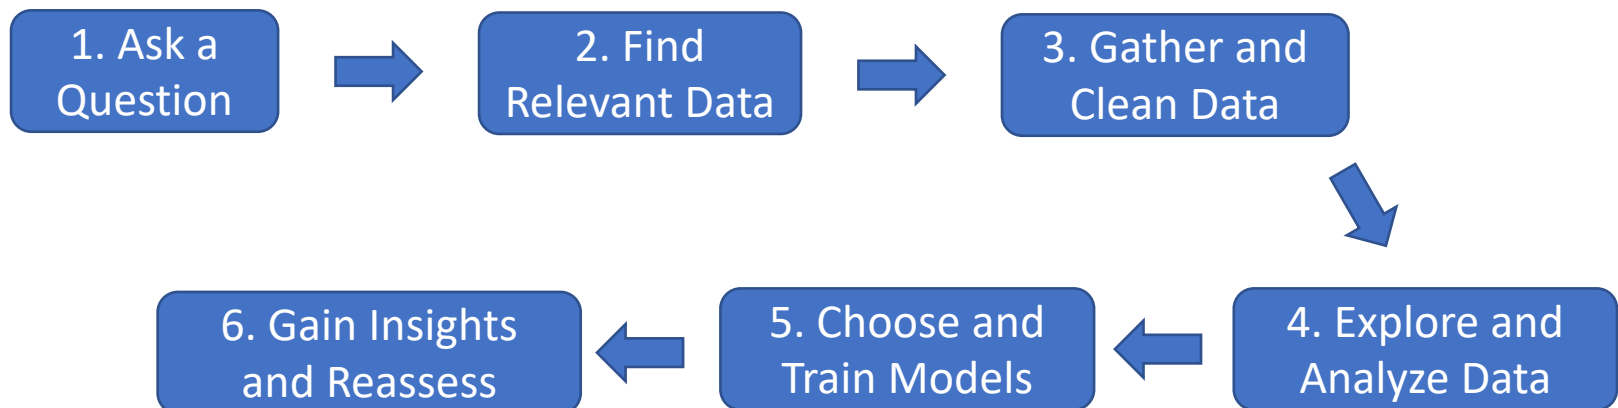 1. Ask a
Question
2. Find
Relevant Data
3. Gather and
Clean Data
4. Explore and
Analyze Data
5. Choose and
Train Models
6. Gain Insights
and Reassess